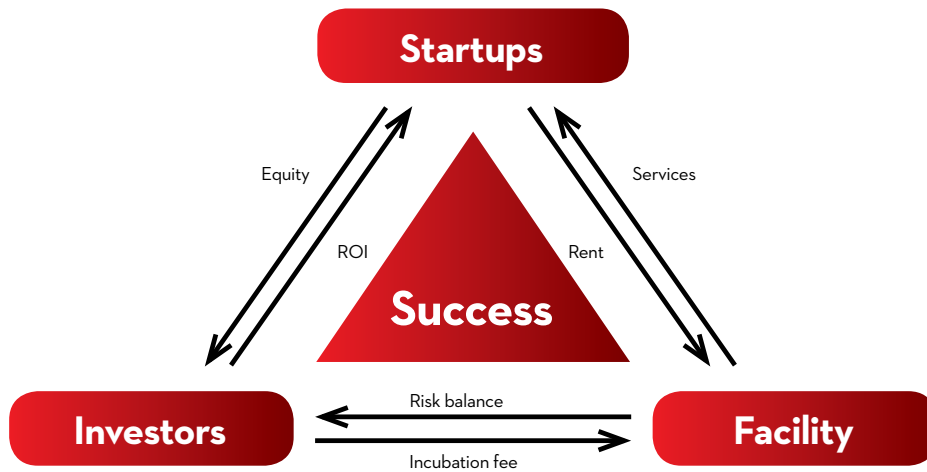 Startups
Equity
Services
ROI
Rent
Success
Risk balance
Investors
Facility
Incubation fee